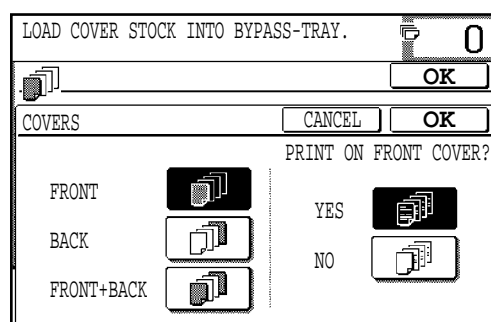 LOAD COVER STOCK INTO BYPASS-TRAY. 0
OK
COVERS CANCEL OK
PRINT ON FRONT COVER?
FRONT
YES
BACK
NO
FRONT+BACK